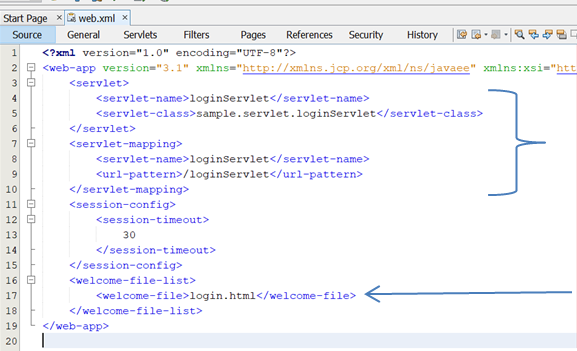 Start Page web.xml
Source General Servlets Filters Pages References Security History
1 <?xml version="1.0" encoding="UTF-8"?>
2 <web-app version="3.1" xmlns="http://xmlns.jcp.org/xml/ns/javaee" xmlns:xsi="htt
3 <servlet>
4 <servlet-name>loginServlet</servlet-name>
5 <servlet-class>sample.servlet.loginServlet</servlet-class>
6 </servlet>
7 <servlet-mapping>
8 <servlet-name>loginServlet</servlet-name>
9 <url-pattern>/loginServlet</url-pattern>
10 </servlet-mapping>
11 <session-config>
12 <session-timeout>
13 30
14 </session-timeout>
15 </session-config>
16 <welcome-file-list>
17 <welcome-file>login.html</welcome-file>
18 </welcome-file-list>
19 </web-app>
20